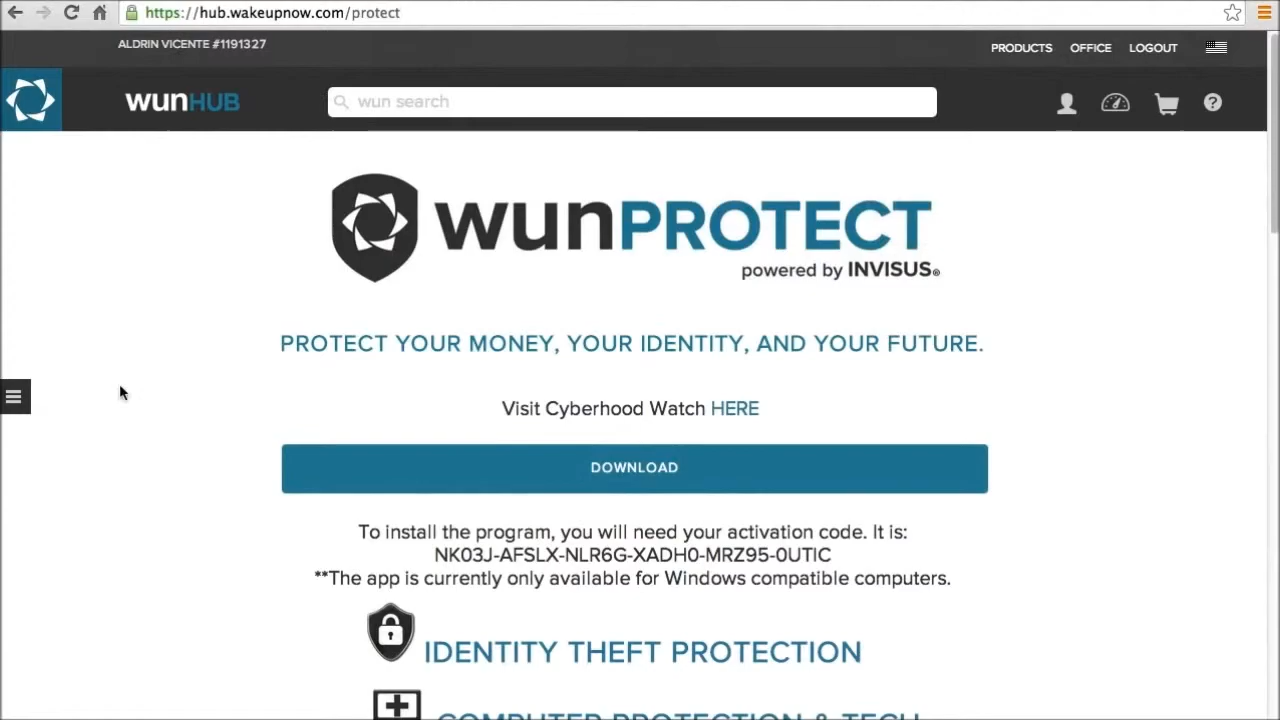 https://hub.wakeupnow.com/protect
ALDRIN VICENTE #1191327
PRODUCTS OFFICE LOGOUT
wunHUB
wun search
wunPROTECT
powered by INVISUS®
PROTECT YOUR MONEY, YOUR IDENTITY, AND YOUR FUTURE.
Visit Cyberhood Watch HERE
DOWNLOAD
To install the program, you will need your activation code. It is:
NK03J-AFSLX-NLR6G-XADH0-MRZ95-0UTIC
**The app is currently only available for Windows compatible computers.
IDENTITY THEFT PROTECTION
COMPUTER PROTECTION & TECH